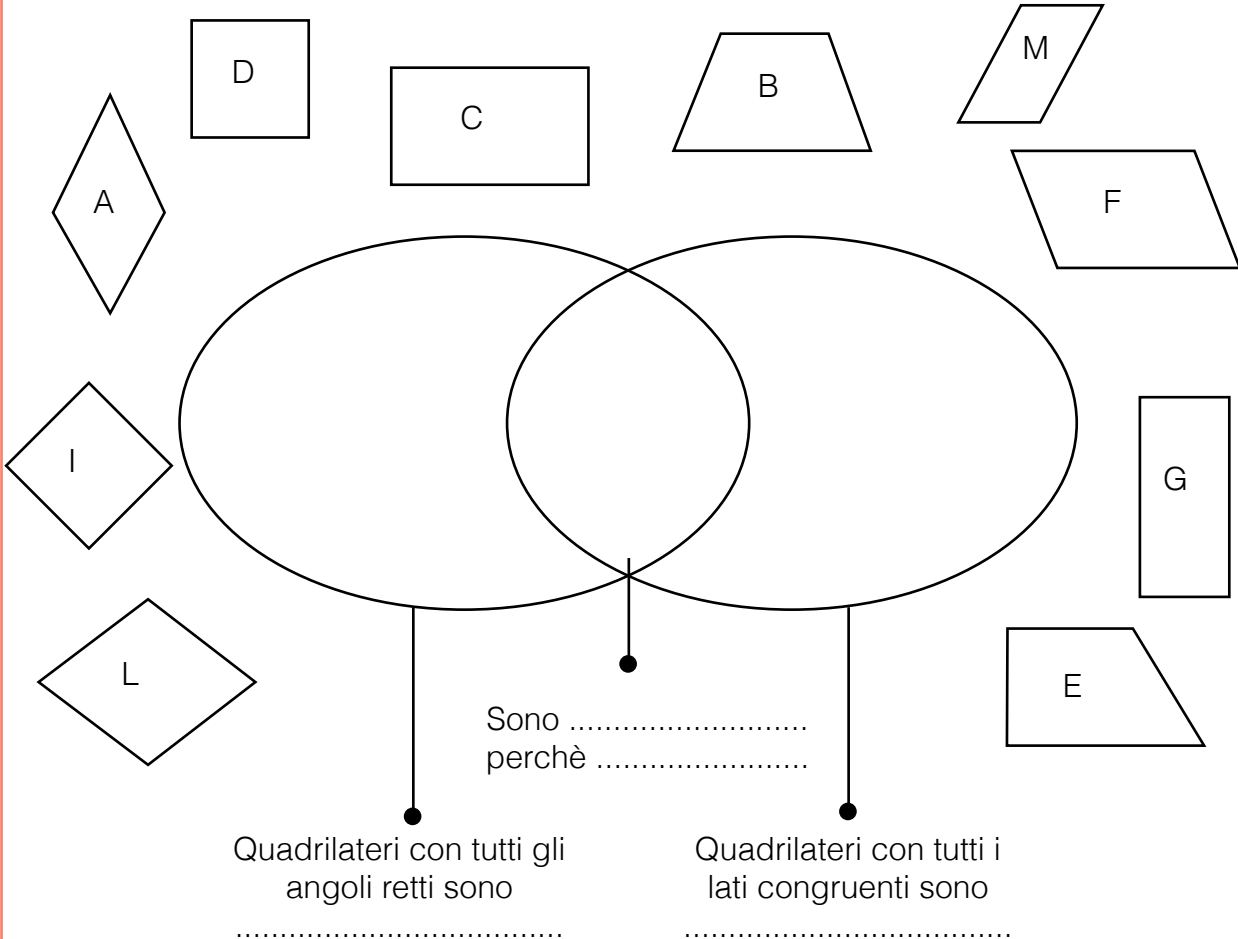 D
C
B
M
A
F
I
G
L
E
Sono ...........................
perchè ........................
Quadrilateri con tutti gli
angoli retti sono
.....................................
Quadrilateri con tutti i
lati congruenti sono
.....................................